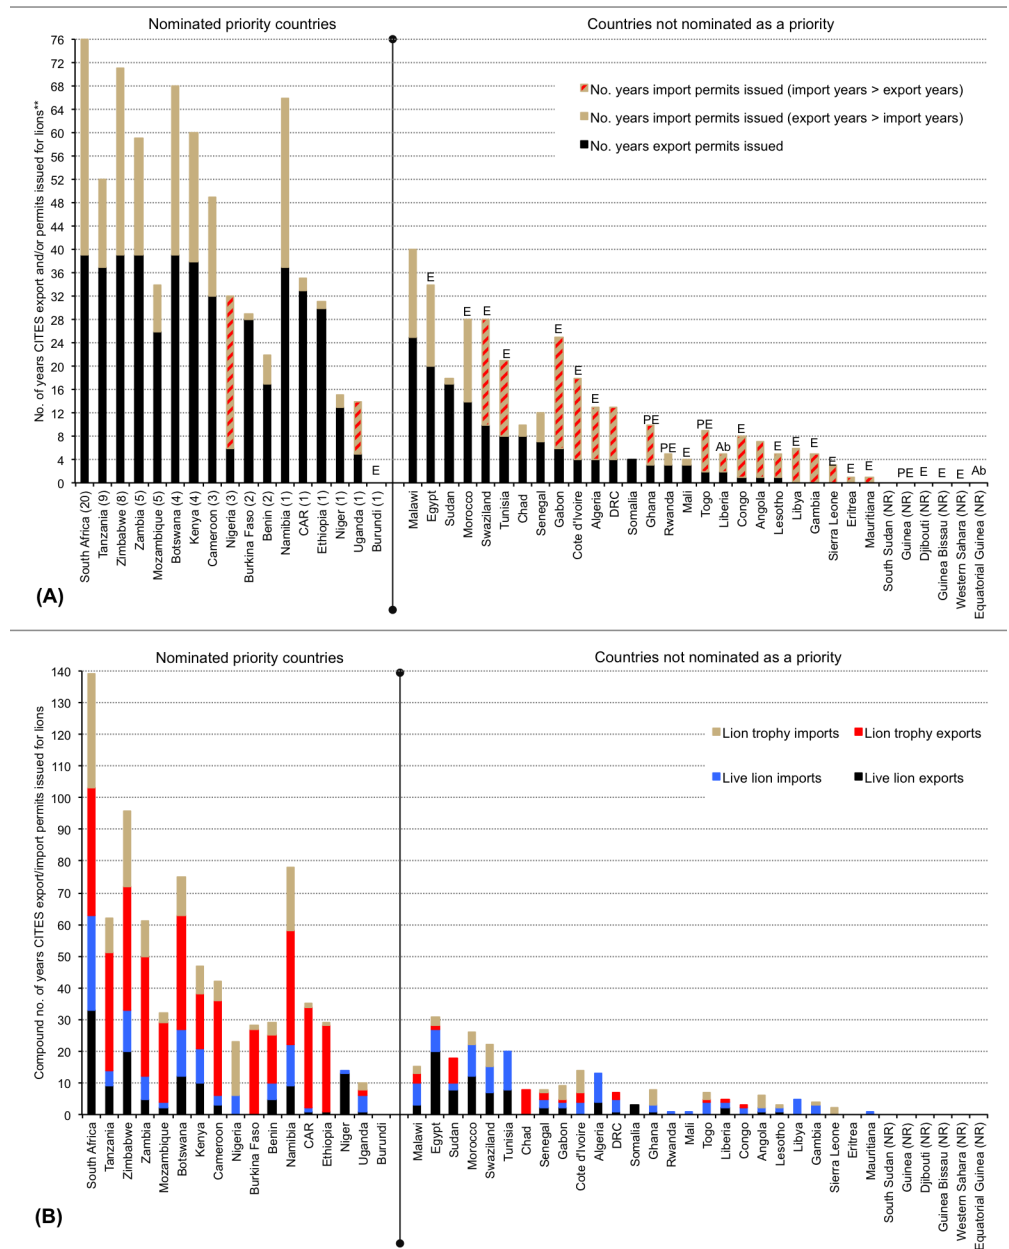 Nominated priority countries
Countries not nominated as a priority
No. of years CITES export and/or permits issued for lions**
76
72
68
64
60
56
52
48
44
40
36
32
28
24
20
16
12
8
4
0
No. years import permits issued (import years > export years)
No. years import permits issued (export years > import years)
No. years export permits issued
E
E
E
E
E
E
E
E
PE
PE
E
PE
Ab
E
E
E
E
E
E
E
PE
E
E
E
Ab
South Africa (20)
Tanzania (9)
Zimbabwe (8)
Zambia (5)
Mozambique (5)
Botswana (4)
Kenya (4)
Cameroon (3)
Nigeria (3)
Burkina Faso (2)
Benin (2)
Namibia (1)
CAR (1)
Ethiopia (1)
Niger (1)
Uganda (1)
Burundi (1)
Malawi
Egypt
Sudan
Morocco
Swaziland
Tunisia
Chad
Senegal
Gabon
Cote d'Ivoire
Algeria
DRC
Somalia
Ghana
Rwanda
Mali
Togo
Liberia
Congo
Angola
Lesotho
Libya
Gambia
Sierra Leone
Eritrea
Mauritiana
South Sudan (NR)
Guinea (NR)
Djibouti (NR)
Guinea Bissau (NR)
Western Sahara (NR)
Equatorial Guinea (NR)
(A)
Nominated priority countries
Countries not nominated as a priority
Compound no. of years CITES export/import permits issued for lions
140
130
120
110
100
90
80
70
60
50
40
30
20
10
0
Lion trophy imports
Lion trophy exports
Live lion imports
Live lion exports
South Africa
Tanzania
Zimbabwe
Zambia
Mozambique
Botswana
Kenya
Cameroon
Nigeria
Burkina Faso
Benin
Namibia
CAR
Ethiopia
Niger
Uganda
Burundi
Malawi
Egypt
Sudan
Morocco
Swaziland
Tunisia
Chad
Senegal
Gabon
Cote d'Ivoire
Algeria
DRC
Somalia
Ghana
Rwanda
Mali
Togo
Liberia
Congo
Angola
Lesotho
Libya
Gambia
Sierra Leone
Eritrea
Mauritiana
South Sudan (NR)
Guinea (NR)
Djibouti (NR)
Guinea Bissau (NR)
Western Sahara (NR)
Equatorial Guinea (NR)
(B)